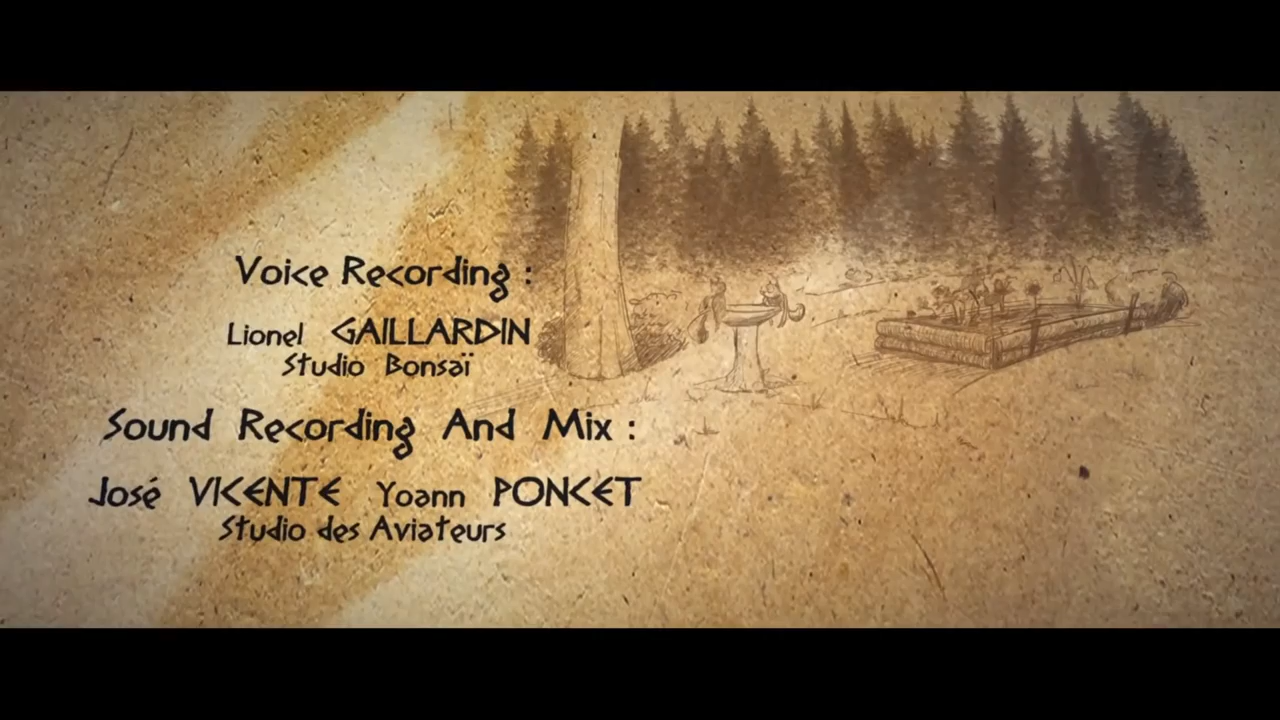 Voice Recording :
Lionel GAILLARDIN
Studio Bonsaï
Sound Recording And Mix :
José VICENTE Yoann PONCET
Studio des Aviateurs